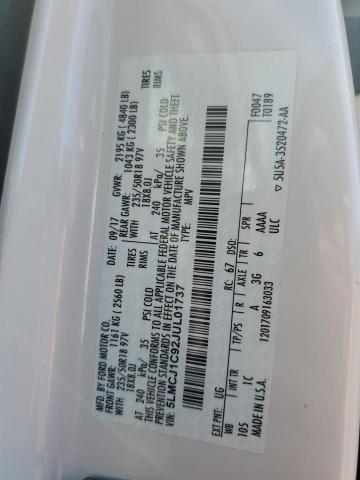 MFD. BY FORD MOTOR CO.
DATE: 09/17 GVWR: 2195 KG ( 4840 LB)
FRONT GAWR: 1161 KG ( 2560 LB) REAR GAWR: 1043 KG ( 2300 LB)
WITH 235/50R18 97V TIRES WITH 235/50R18 97V TIRES
18X8.0J RIMS 18X8.0J RIMS
AT 240 kPa/ 35 PSI COLD AT 240 kPa/ 35 PSI COLD
THIS VEHICLE CONFORMS TO ALL APPLICABLE FEDERAL MOTOR VEHICLE SAFETY AND THEFT
PREVENTION STANDARDS IN EFFECT ON THE DATE OF MANUFACTURE SHOWN ABOVE.
VIN: 5LMCJ1C92JUL01737 TYPE: MPV
F0047
T0189
EXT PNT: UG RC: 67 DSO:
WB INT TR TP/PS R AXLE TR SPR
105 1C A 3G 6 AAAA
ULC
1201709163033
MADE IN U.S.A. 5U5A-3520472-AA